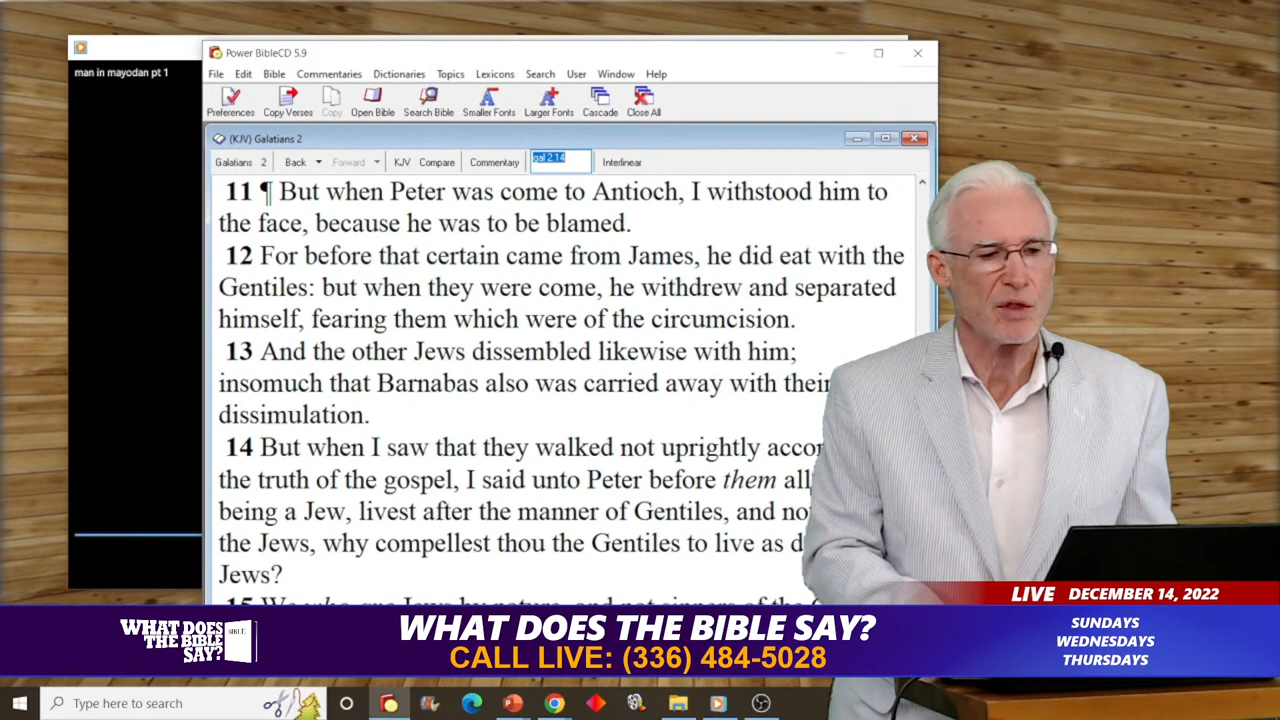 man in mayodan pt 1
Power BibleCD 5.9
File Edit Bible Commentaries Dictionaries Topics Lexicons Search User Window Help
Preferences Copy Verses Copy Open Bible Search Bible Smaller Fonts Larger Fonts Cascade Close All
(KJV) Galatians 2
Galatians 2 Back Forward KJV Compare Commentary gal 2.14 Interlinear
11 ¶ But when Peter was come to Antioch, I withstood him to
the face, because he was to be blamed.
12 For before that certain came from James, he did eat with the
Gentiles: but when they were come, he withdrew and separated
himself, fearing them which were of the circumcision.
13 And the other Jews dissembled likewise with him;
insomuch that Barnabas also was carried away with their
dissimulation.
14 But when I saw that they walked not uprightly accor
the truth of the gospel, I said unto Peter before them all
being a Jew, livest after the manner of Gentiles, and no
the Jews, why compellest thou the Gentiles to live as d
Jews?
LIVE DECEMBER 14, 2022
WHAT DOES
THE BIBLE
SAY?
BIBLE
WHAT DOES THE BIBLE SAY?
CALL LIVE: (336) 484-5028
SUNDAYS
WEDNESDAYS
THURSDAYS
Type here to search